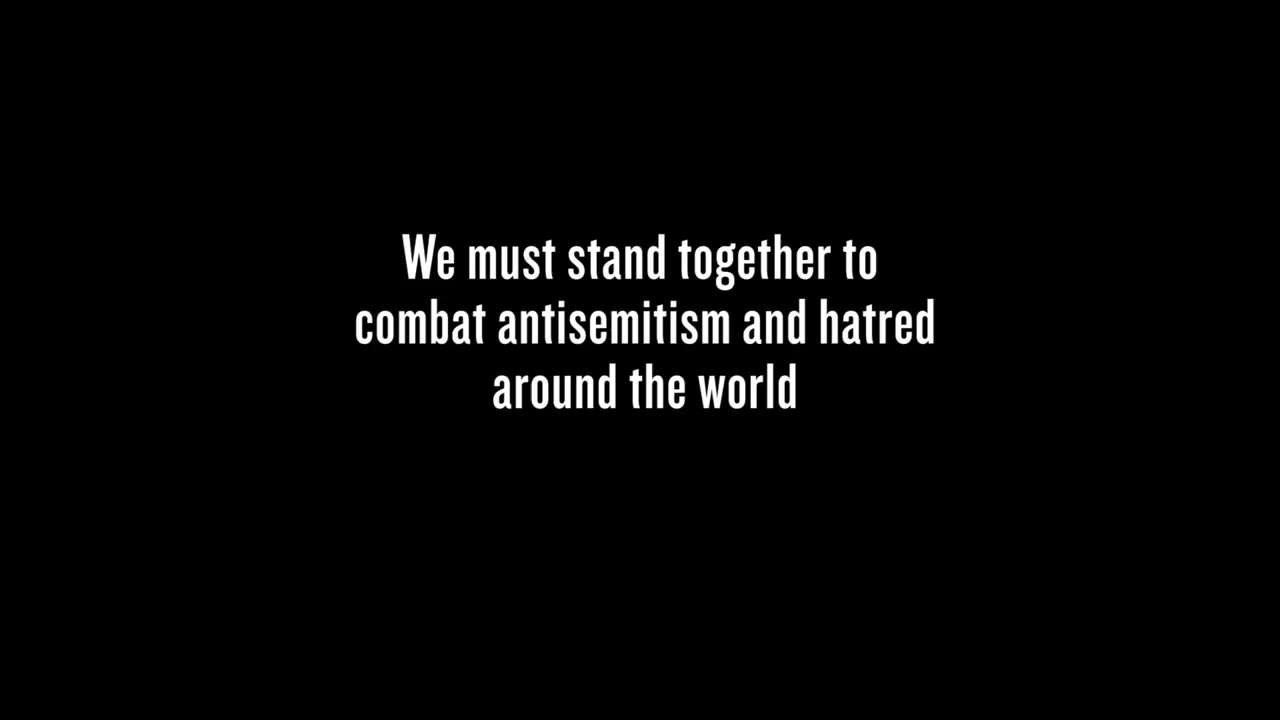 We must stand together to
combat antisemitism and hatred
around the world